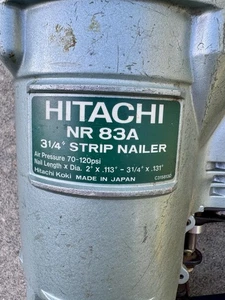 HITACHI
NR 83A
3 1/4" STRIP NAILER
Air Pressure 70-120psi
Nail Length x Dia. 2" x .113" - 3 1/4" x .131"
Hitachi Koki MADE IN JAPAN